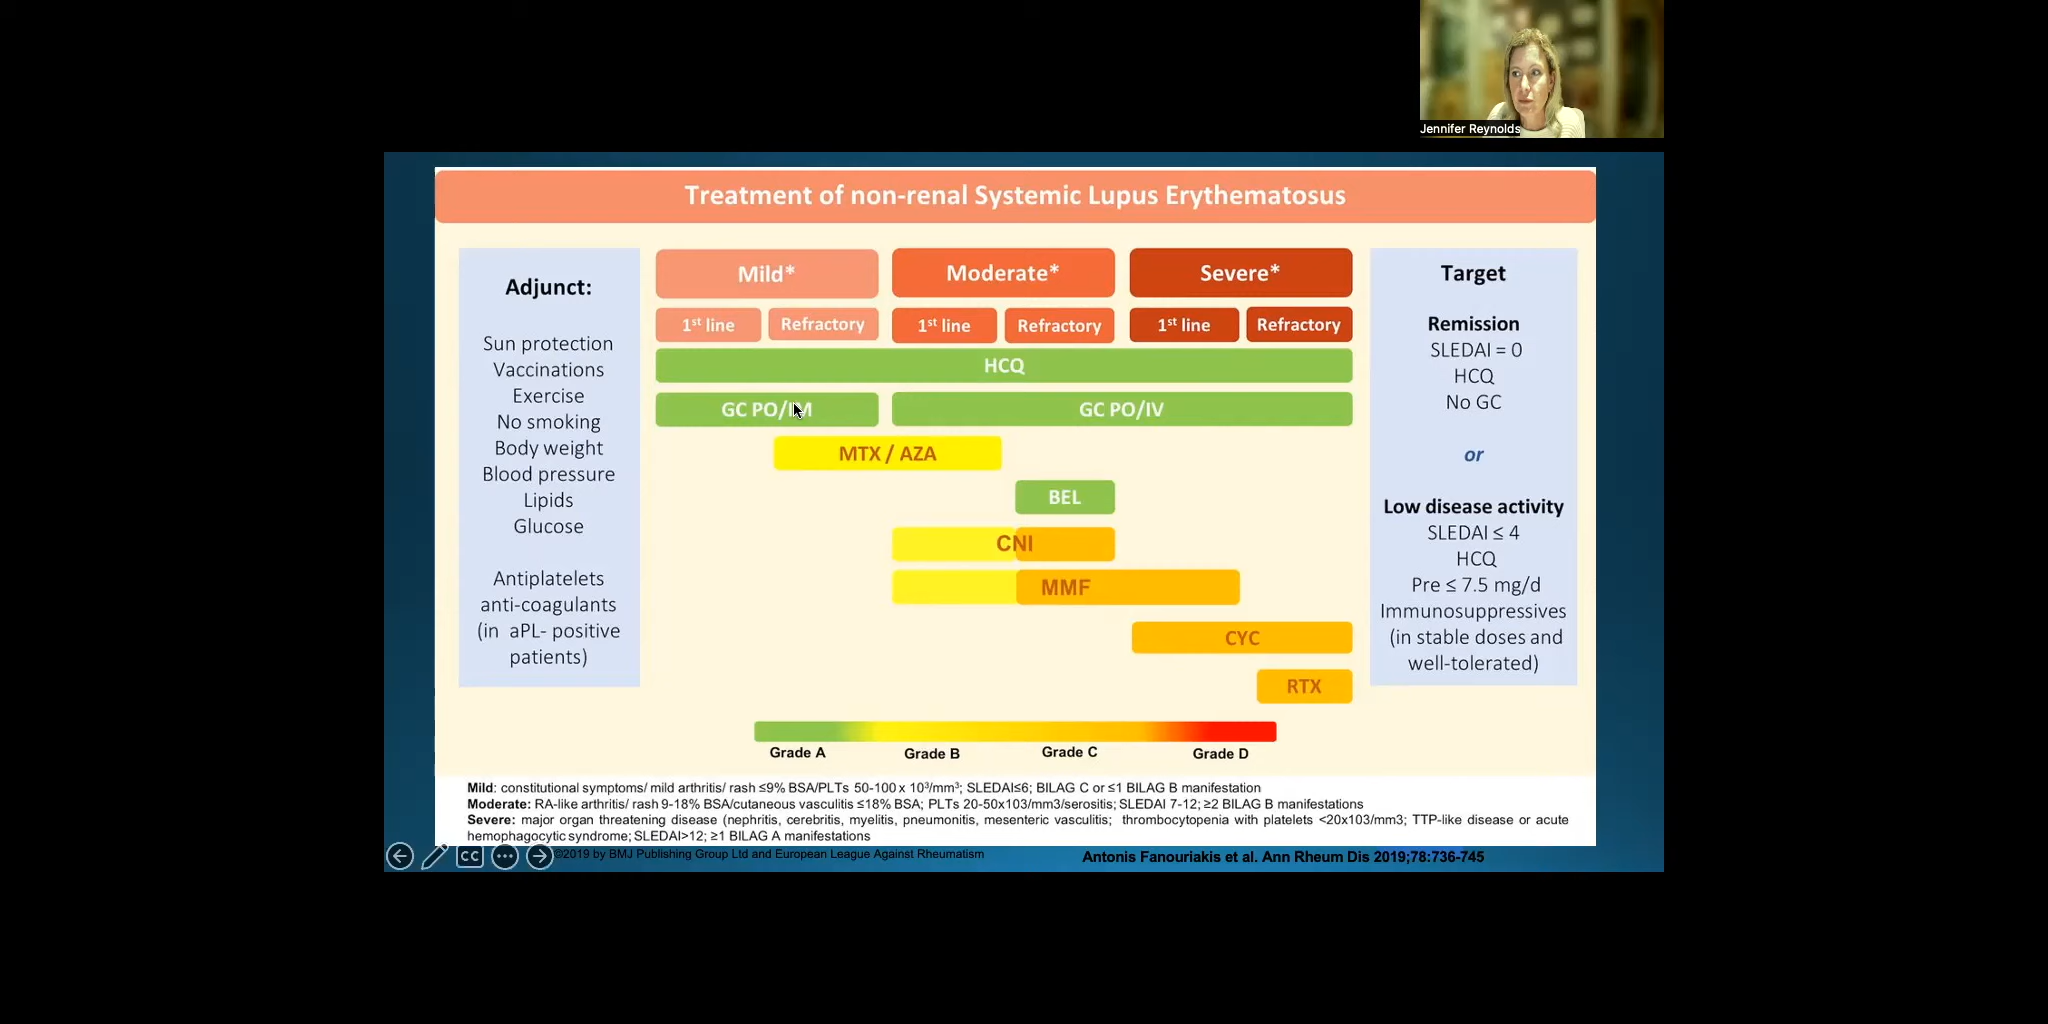 Jennifer Reynolds
Treatment of non-renal Systemic Lupus Erythematosus
Adjunct:
Sun protection
Vaccinations
Exercise
No smoking
Body weight
Blood pressure
Lipids
Glucose
Antiplatelets
anti-coagulants
(in aPL- positive
patients)
Mild*
Moderate*
Severe*
1st line
Refractory
1st line
Refractory
1st line
Refractory
HCQ
GC PO/IM
GC PO/IV
MTX / AZA
BEL
CNI
MMF
CYC
RTX
Grade A
Grade B
Grade C
Grade D
Target
Remission
SLEDAI = 0
HCQ
No GC
or
Low disease activity
SLEDAI ≤ 4
HCQ
Pre ≤ 7.5 mg/d
Immunosuppressives
(in stable doses and
well-tolerated)
Mild: constitutional symptoms/ mild arthritis/ rash ≤9% BSA/PLTs 50-100 x 10³/mm³; SLEDAI≤6; BILAG C or ≤1 BILAG B manifestation
Moderate: RA-like arthritis/ rash 9-18% BSA/cutaneous vasculitis ≤18% BSA; PLTs 20-50x103/mm3/serositis; SLEDAI 7-12; ≥2 BILAG B manifestations
Severe: major organ threatening disease (nephritis, cerebritis, myelitis, pneumonitis, mesenteric vasculitis; thrombocytopenia with platelets <20x103/mm3; TTP-like disease or acute
hemophagocytic syndrome; SLEDAI>12; ≥1 BILAG A manifestations
CC
©2019 by BMJ Publishing Group Ltd and European League Against Rheumatism
Antonis Fanouriakis et al. Ann Rheum Dis 2019;78:736-745